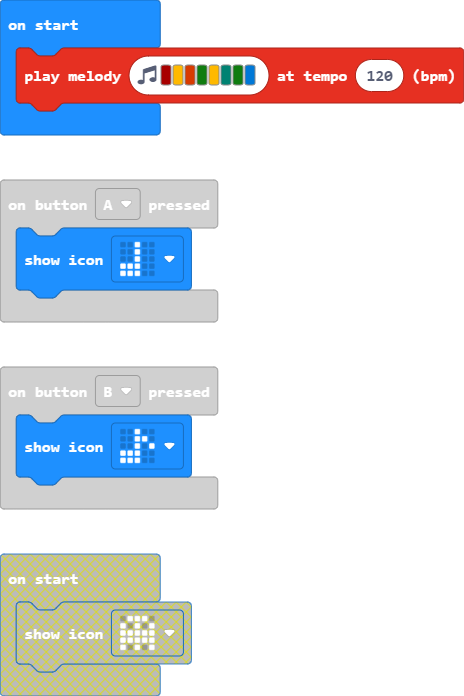 on start
play melody at tempo 120 (bpm)
on button A pressed
show icon
on button B pressed
show icon
on start
show icon